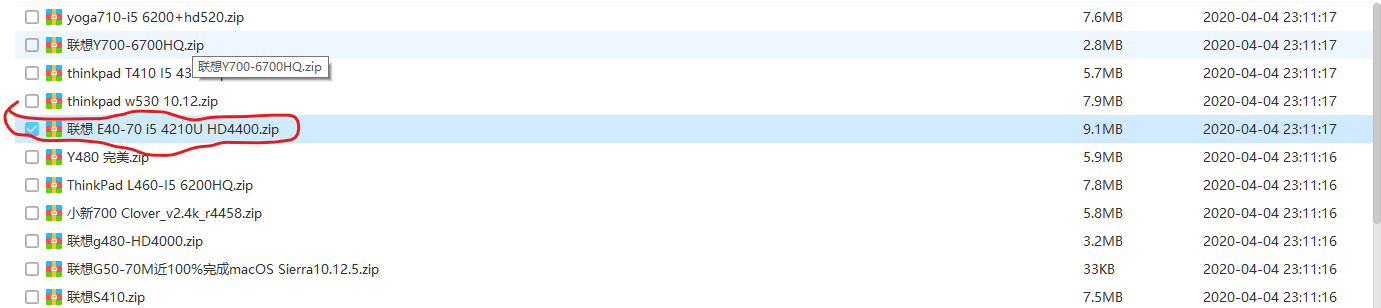 yoga710-i5 6200+hd520.zip 7.6MB 2020-04-04 23:11:17
联想Y700-6700HQ.zip 2.8MB 2020-04-04 23:11:17
联想Y700-6700HQ.zip
thinkpad T410 I5 43 5.7MB 2020-04-04 23:11:17
thinkpad w530 10.12.zip 7.9MB 2020-04-04 23:11:17
联想 E40-70 i5 4210U HD4400.zip 9.1MB 2020-04-04 23:11:17
Y480 完美.zip 5.9MB 2020-04-04 23:11:16
ThinkPad L460-I5 6200HQ.zip 7.8MB 2020-04-04 23:11:16
小新700 Clover_v2.4k_r4458.zip 5.8MB 2020-04-04 23:11:16
联想g480-HD4000.zip 3.2MB 2020-04-04 23:11:16
联想G50-70M近100%完成macOS Sierra10.12.5.zip 33KB 2020-04-04 23:11:16
联想S410.zip 7.5MB 2020-04-04 23:11:16